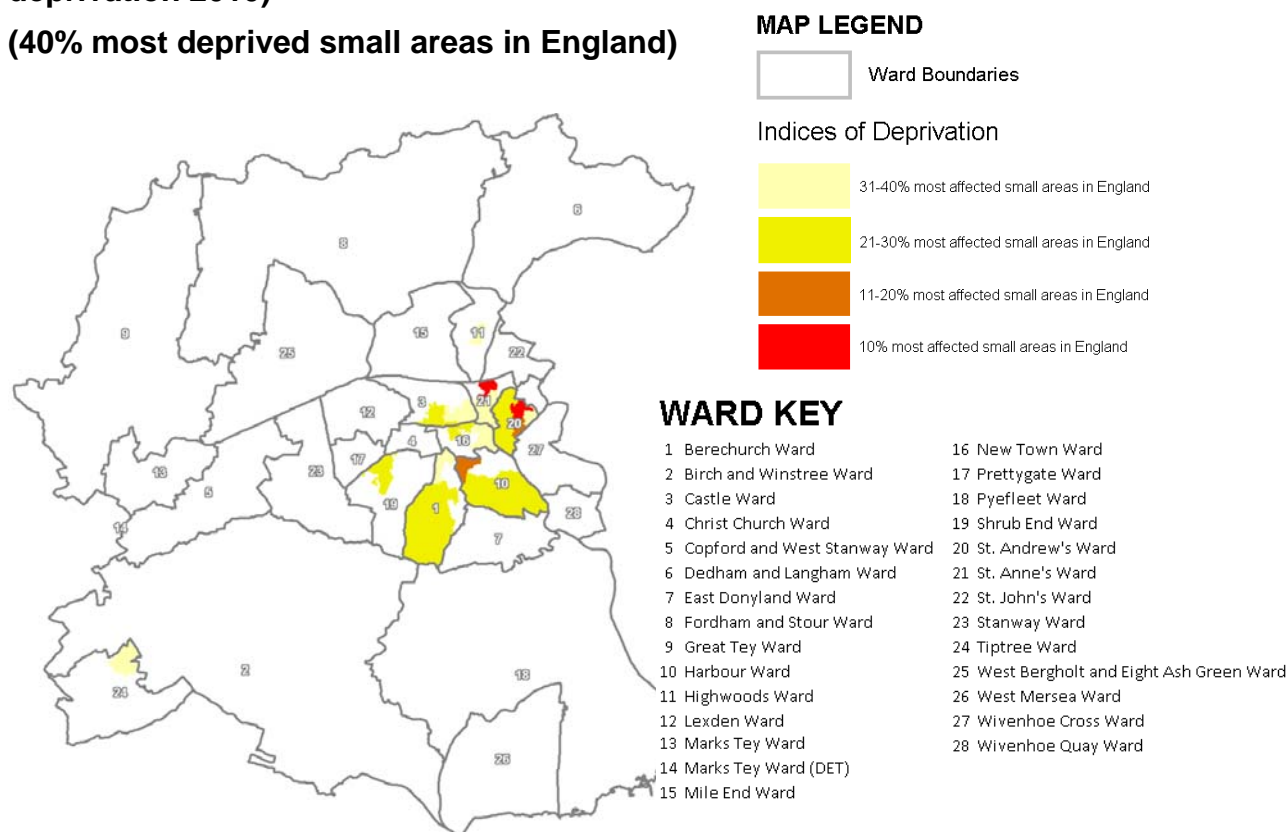 (40% most deprived small areas in England)
MAP LEGEND
Ward Boundaries
Indices of Deprivation
31-40% most affected small areas in England
21-30% most affected small areas in England
11-20% most affected small areas in England
10% most affected small areas in England
6
8
9
15
11
22
25
3
21
12
20
4
16
27
13
17
23
5
10
19
1
28
14
7
2
18
24
26
WARD KEY
1 Berechurch Ward
2 Birch and Winstree Ward
3 Castle Ward
4 Christ Church Ward
5 Copford and West Stanway Ward
6 Dedham and Langham Ward
7 East Donyland Ward
8 Fordham and Stour Ward
9 Great Tey Ward
10 Harbour Ward
11 Highwoods Ward
12 Lexden Ward
13 Marks Tey Ward
14 Marks Tey Ward (DET)
15 Mile End Ward
16 New Town Ward
17 Prettygate Ward
18 Pyefleet Ward
19 Shrub End Ward
20 St. Andrew's Ward
21 St. Anne's Ward
22 St. John's Ward
23 Stanway Ward
24 Tiptree Ward
25 West Bergholt and Eight Ash Green Ward
26 West Mersea Ward
27 Wivenhoe Cross Ward
28 Wivenhoe Quay Ward